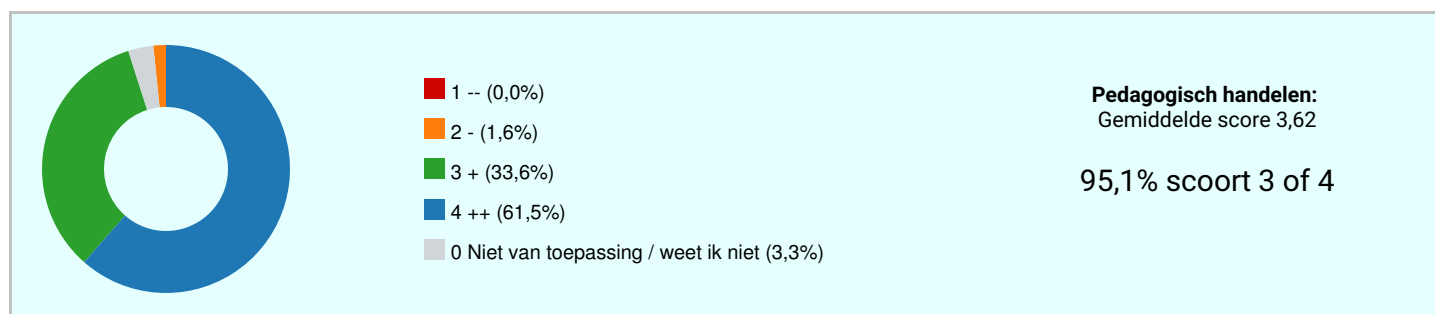 1 -- (0,0%)
2 - (1,6%)
3 + (33,6%)
4 ++ (61,5%)
0 Niet van toepassing / weet ik niet (3,3%)
Pedagogisch handelen:
Gemiddelde score 3,62
95,1% scoort 3 of 4